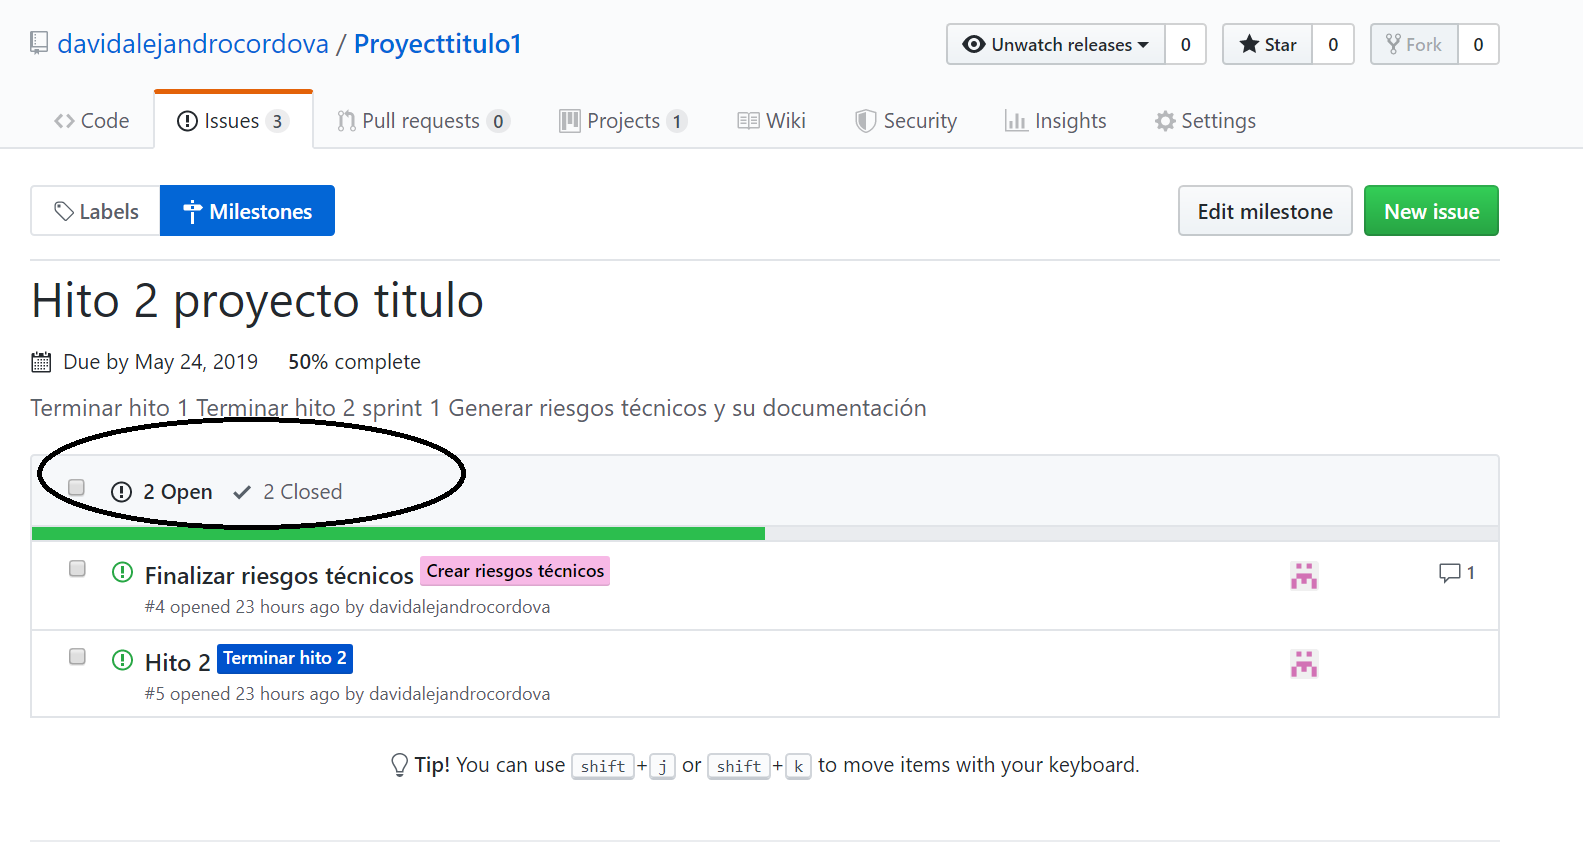 davidalejandrocordova / Proyecttitulo1
Unwatch releases 0 Star 0 Fork 0
Code Issues 3 Pull requests 0 Projects 1 Wiki Security Insights Settings
Labels Milestones Edit milestone New issue
Hito 2 proyecto titulo
Due by May 24, 2019 50% complete
Terminar hito 1 Terminar hito 2 sprint 1 Generar riesgos técnicos y su documentación
2 Open 2 Closed
Finalizar riesgos técnicos Crear riesgos técnicos 1
#4 opened 23 hours ago by davidalejandrocordova
Hito 2 Terminar hito 2
#5 opened 23 hours ago by davidalejandrocordova
Tip! You can use shift+j or shift+k to move items with your keyboard.